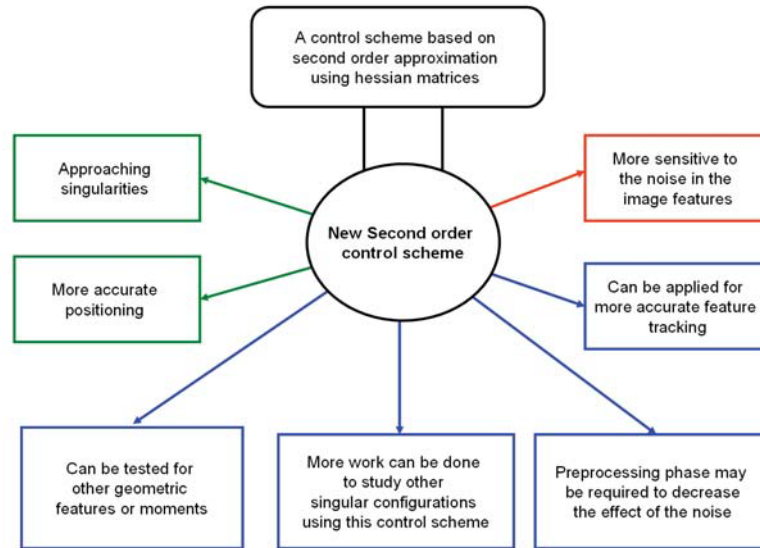 A control scheme based on
second order approximation
using hessian matrices
Approaching
singularities
More sensitive to
the noise in the
image features
New Second order
control scheme
More accurate
positioning
Can be applied for
more accurate feature
tracking
Can be tested for
other geometric
features or moments
More work can be done
to study other
singular configurations
using this control scheme
Preprocessing phase may
be required to decrease
the effect of the noise